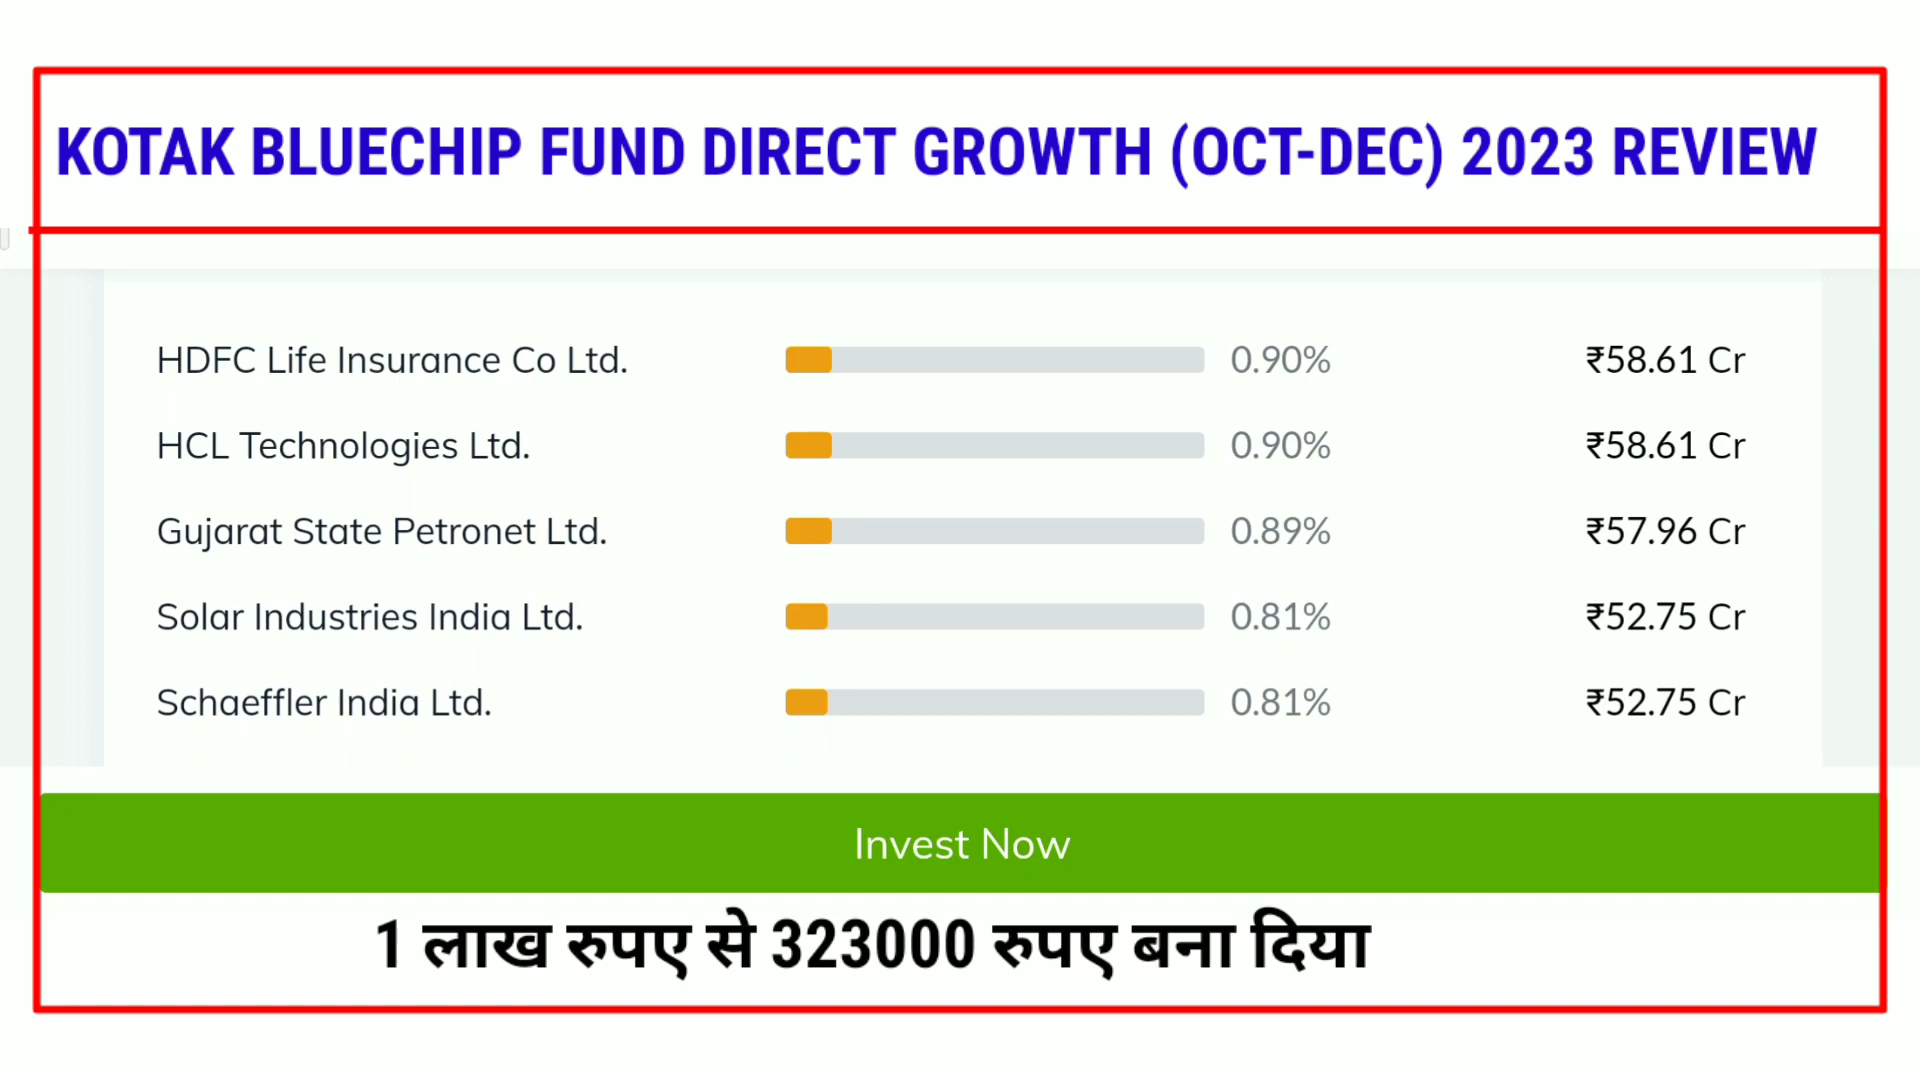 KOTAK BLUECHIP FUND DIRECT GROWTH (OCT-DEC) 2023 REVIEW
HDFC Life Insurance Co Ltd. 0.90% ₹58.61 Cr
HCL Technologies Ltd. 0.90% ₹58.61 Cr
Gujarat State Petronet Ltd. 0.89% ₹57.96 Cr
Solar Industries India Ltd. 0.81% ₹52.75 Cr
Schaeffler India Ltd. 0.81% ₹52.75 Cr
Invest Now
1 लाख रुपए से 323000 रुपए बना दिया